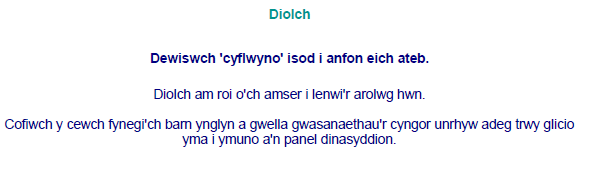 Diolch
Dewiswch 'cyflwyno' isod i anfon eich ateb.
Diolch am roi o'ch amser i lenwi'r arolwg hwn.
Cofiwch y cewch fynegi'ch barn ynglyn a gwella gwasanaethau'r cyngor unrhyw adeg trwy glicio
yma i ymuno a'n panel dinasyddion.